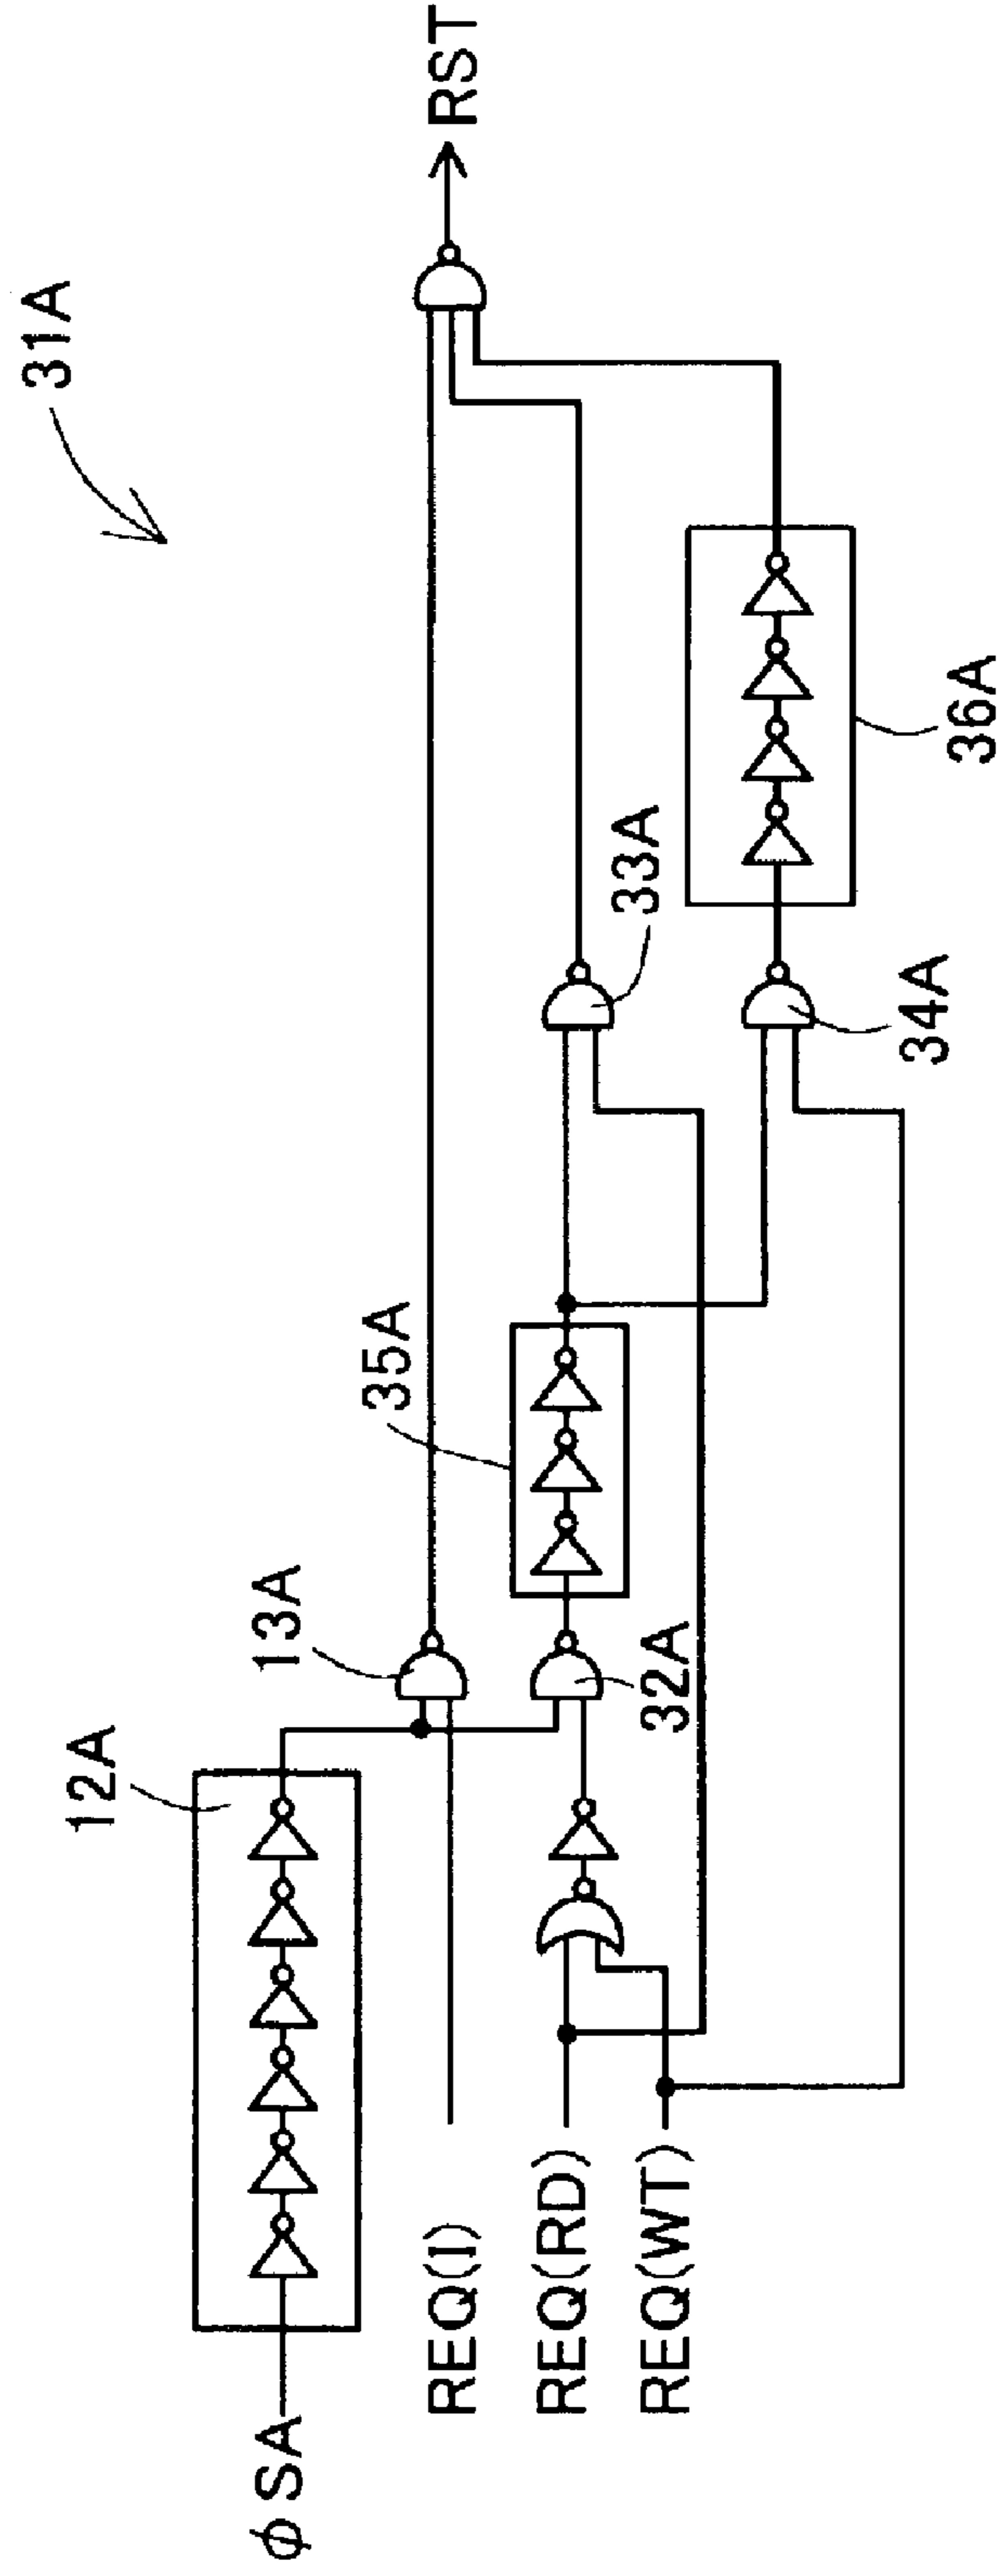 31A
12A
13A
35A
φSA
REQ(I)
REQ(RD)
REQ(WT)
32A
33A
34A
36A
RST